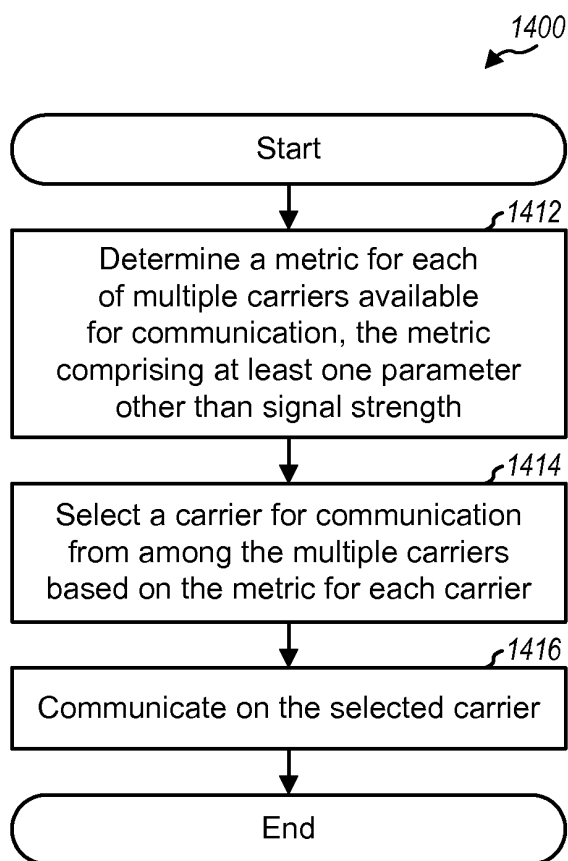 1400
Start
1412
Determine a metric for each
of multiple carriers available
for communication, the metric
comprising at least one parameter
other than signal strength
1414
Select a carrier for communication
from among the multiple carriers
based on the metric for each carrier
1416
Communicate on the selected carrier
End